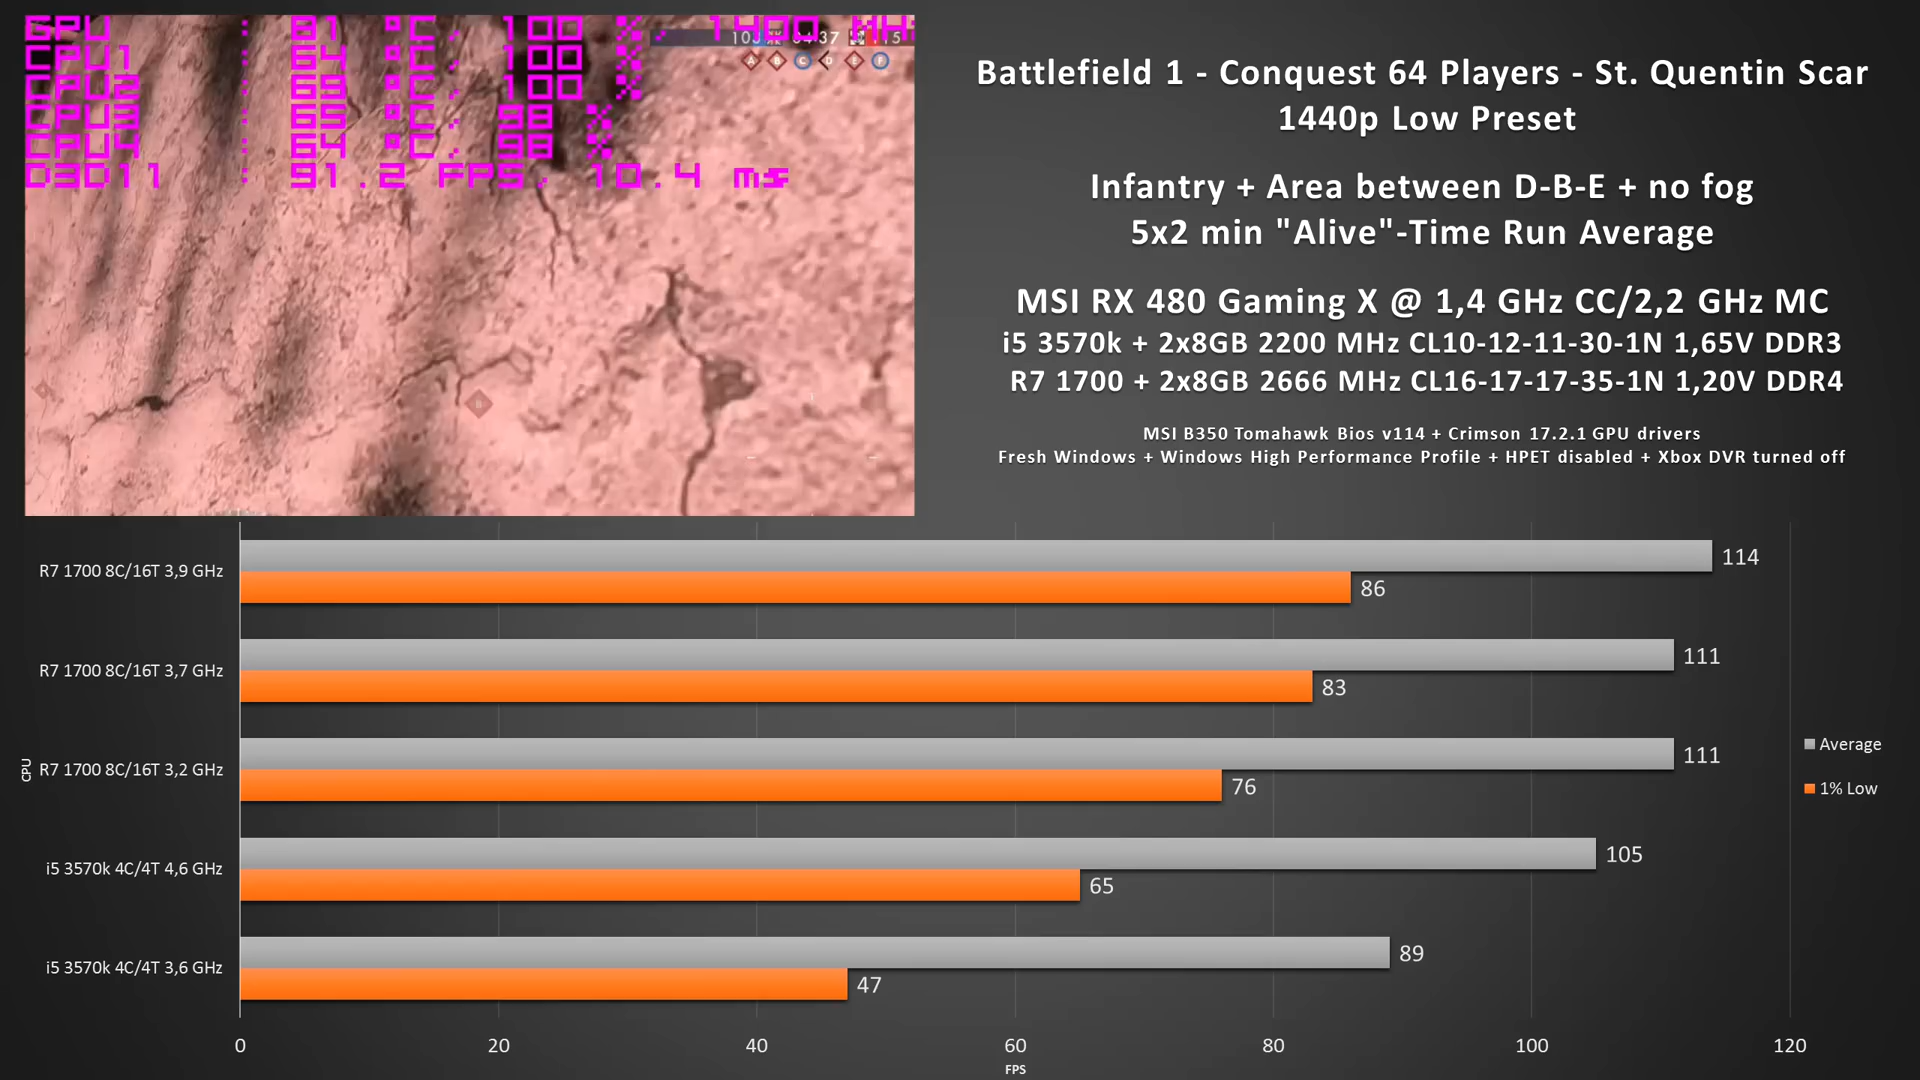 GPU : 81 °C, 100 %, 1400 MHz
CPU1 : 64 °C, 100 %
CPU2 : 69 °C, 100 %
CPU3 : 65 °C, 98 %
CPU4 : 64 °C, 98 %
D3D11 : 91.2 FPS, 10.4 ms
04:37
A B C D E F
B
Battlefield 1 - Conquest 64 Players - St. Quentin Scar
1440p Low Preset
Infantry + Area between D-B-E + no fog
5x2 min "Alive"-Time Run Average
MSI RX 480 Gaming X @ 1,4 GHz CC/2,2 GHz MC
i5 3570k + 2x8GB 2200 MHz CL10-12-11-30-1N 1,65V DDR3
R7 1700 + 2x8GB 2666 MHz CL16-17-17-35-1N 1,20V DDR4
MSI B350 Tomahawk Bios v114 + Crimson 17.2.1 GPU drivers
Fresh Windows + Windows High Performance Profile + HPET disabled + Xbox DVR turned off
R7 1700 8C/16T 3,9 GHz
114
86
R7 1700 8C/16T 3,7 GHz
111
83
R7 1700 8C/16T 3,2 GHz
111
76
i5 3570k 4C/4T 4,6 GHz
105
65
i5 3570k 4C/4T 3,6 GHz
89
47
CPU
Average
1% Low
0 20 40 60 80 100 120
FPS